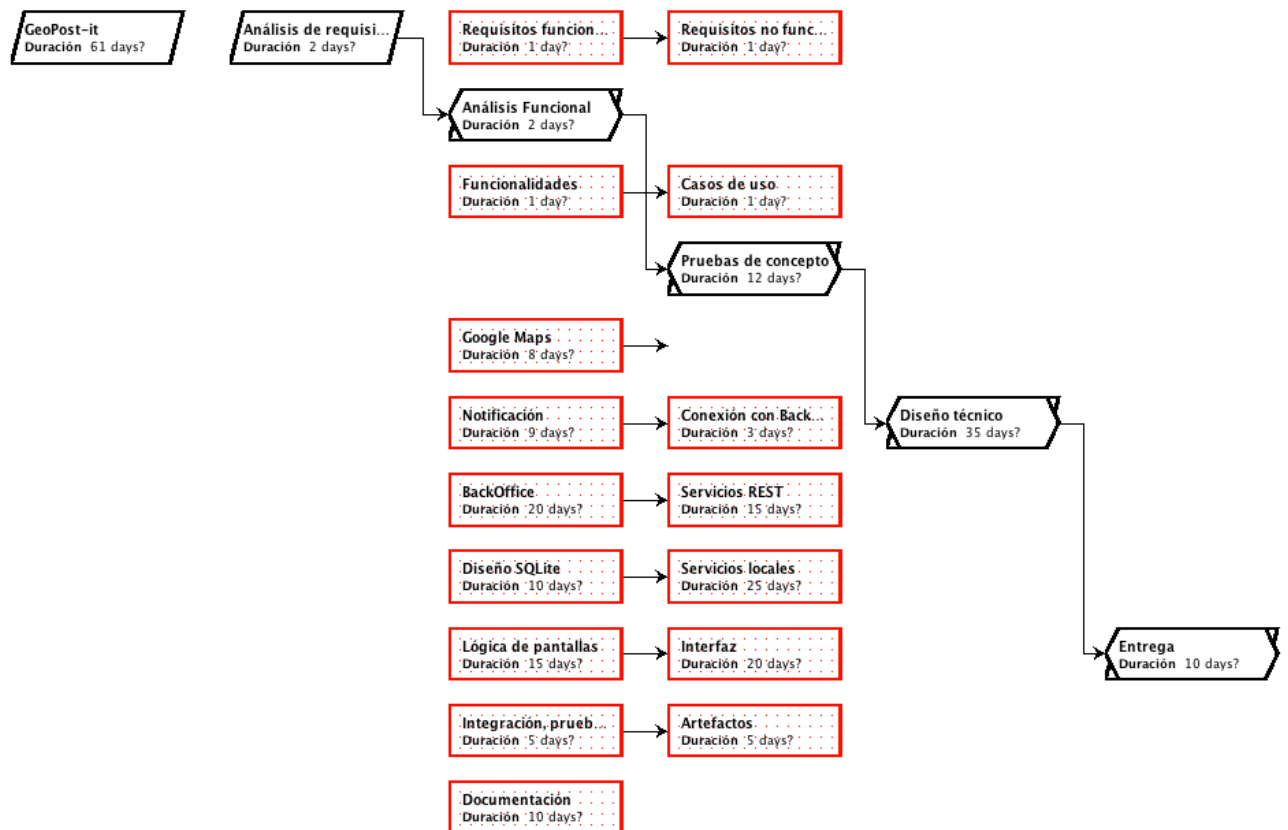 GeoPost-it
Duración 61 days?
Análisis de requisi...
Duración 2 days?
Requisitos funcion...
Duración 1 day?
Requisitos no func...
Duración 1 day?
Análisis Funcional
Duración 2 days?
Funcionalidades
Duración 1 day?
Casos de uso
Duración 1 day?
Pruebas de concepto
Duración 12 days?
Google Maps
Duración 8 days?
Notificación
Duración 9 days?
Conexión con Back...
Duración 3 days?
Diseño técnico
Duración 35 days?
BackOffice
Duración 20 days?
Servicios REST
Duración 15 days?
Diseño SQLite
Duración 10 days?
Servicios locales
Duración 25 days?
Lógica de pantallas
Duración 15 days?
Interfaz
Duración 20 days?
Entrega
Duración 10 days?
Integración, prueb...
Duración 5 days?
Artefactos
Duración 5 days?
Documentación
Duración 10 days?